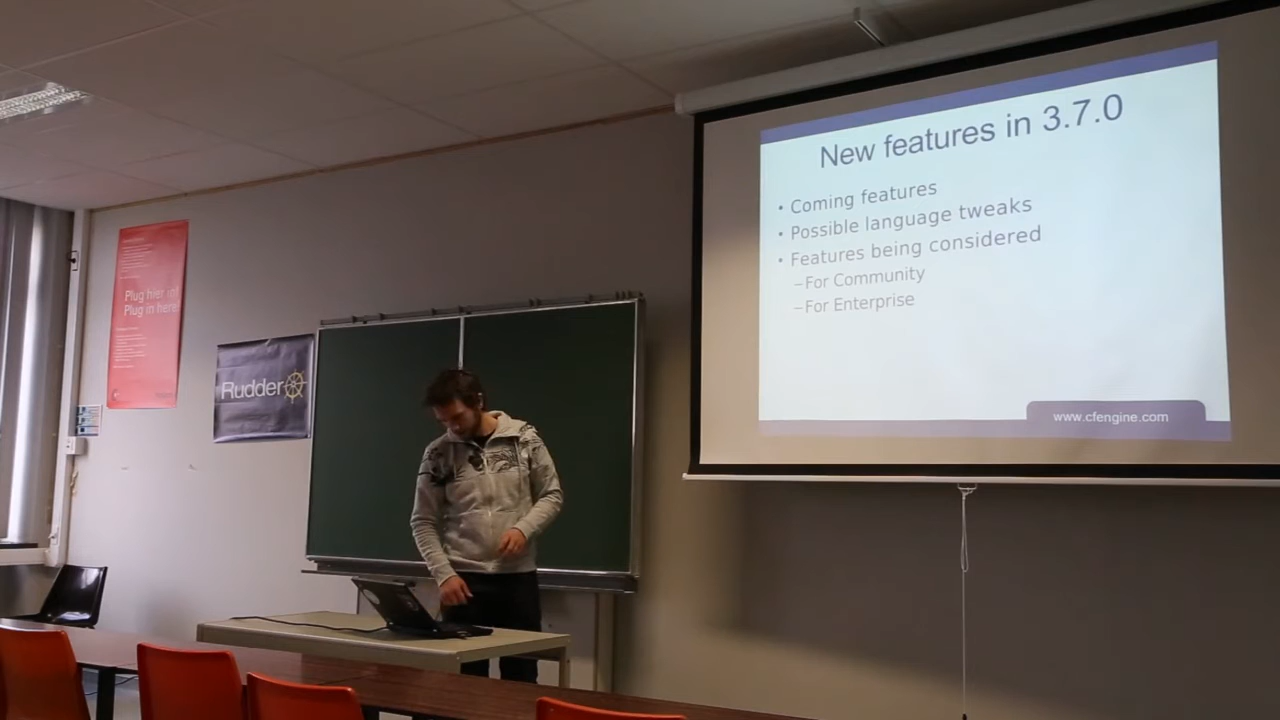 New features in 3.7.0
• Coming features
• Possible language tweaks
• Features being considered
–For Community
–For Enterprise
www.cfengine.com
Plug hier in!
Plug in here!
Rudder